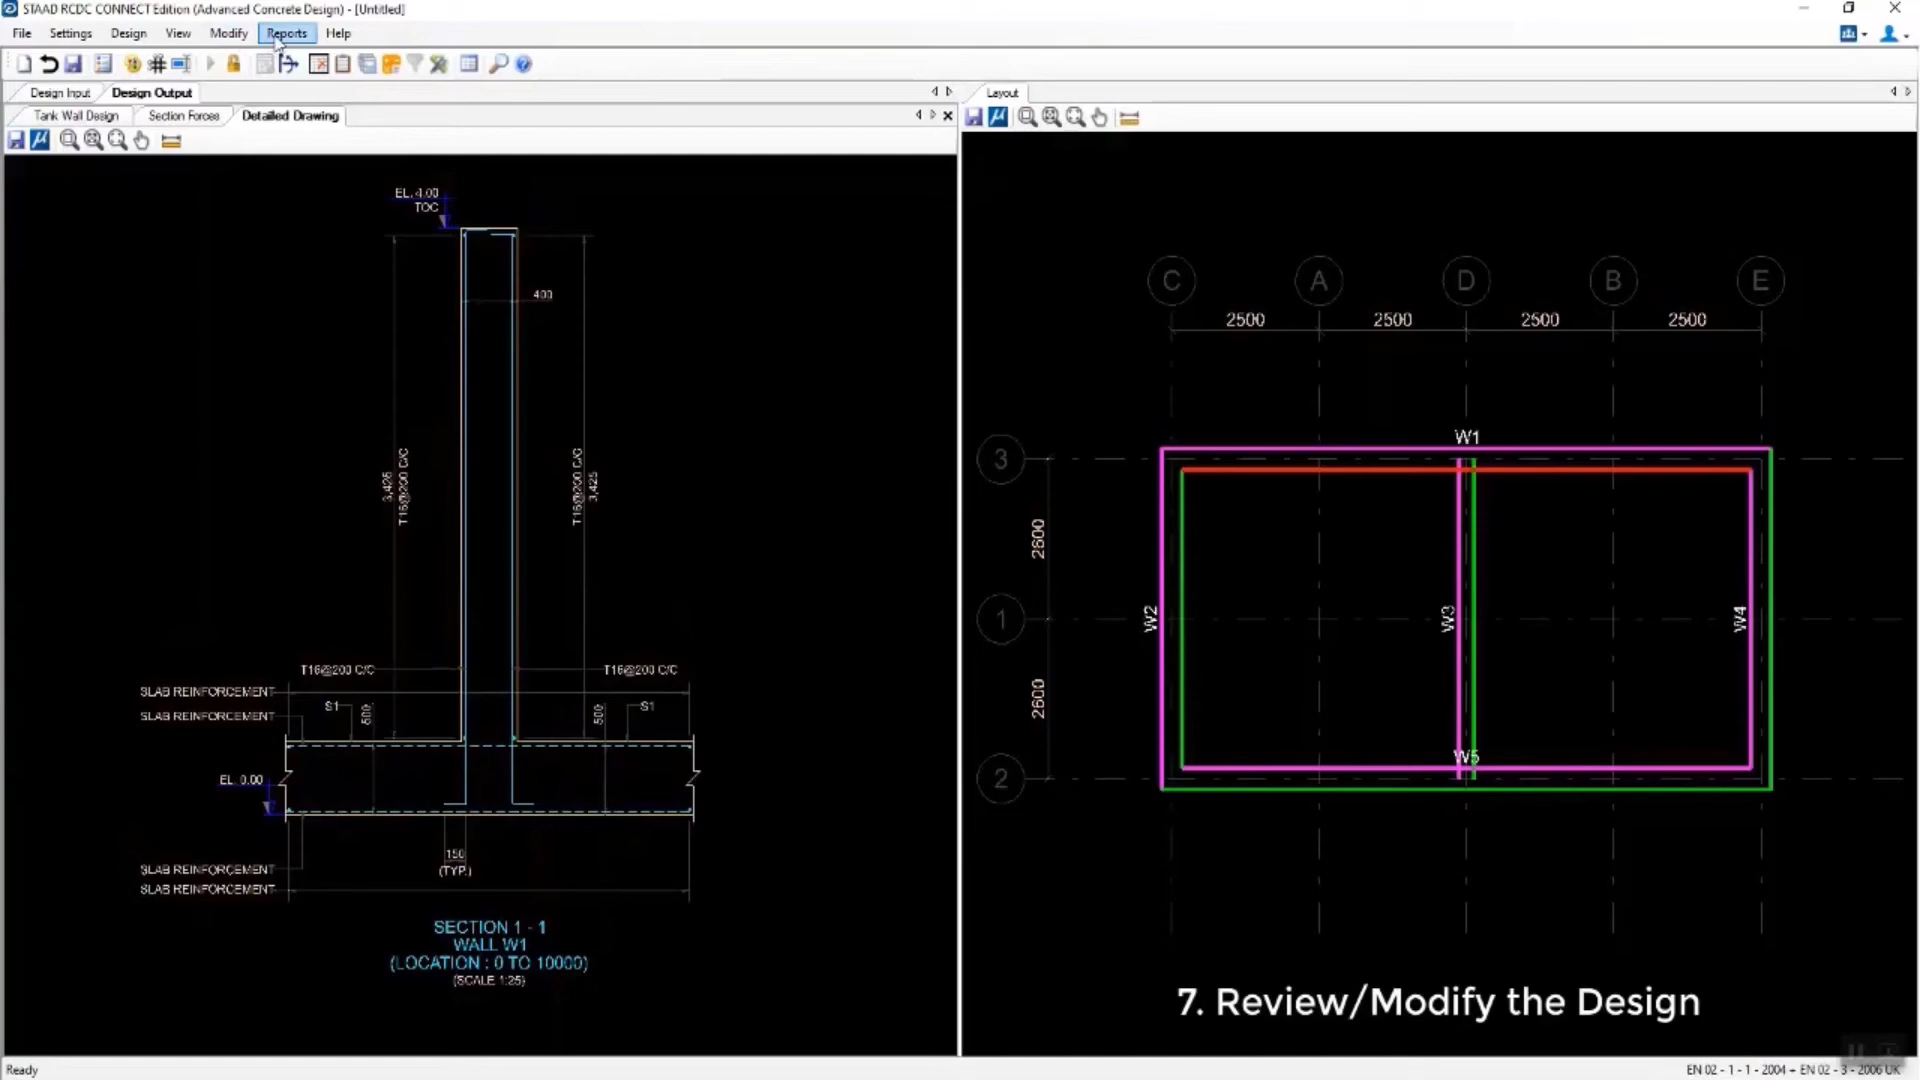 STAAD RCDC CONNECT Edition (Advanced Concrete Design) - [Untitled]
File Settings Design View Modify Reports Help
Design Input Design Output
Tank Wall Design Section Forces Detailed Drawing
EL. 4.00
TOC
400
3,425
T16@200 C/C
T16@200 C/C
3,425
T16@200 C/C
T16@200 C/C
SLAB REINFORCEMENT
SLAB REINFORCEMENT
S1
500
500
S1
EL. 0.00
SLAB REINFORCEMENT
SLAB REINFORCEMENT
150
(TYP.)
SECTION 1 - 1
WALL W1
(LOCATION : 0 TO 10000)
(SCALE 1:25)
Layout
C A D B E
2500 2500 2500 2500
3
W1
2600
1
W2
W3
W4
2600
2
W5
7. Review/Modify the Design
Ready
EN 02 - 1 - 1 - 2004 + EN 02 - 3 - 2006 UK